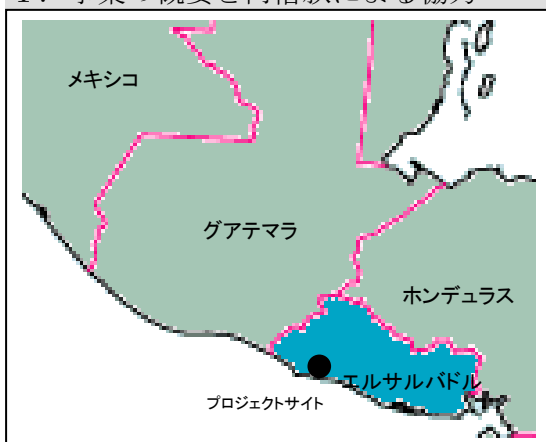 メキシコ
グアテマラ
ホンデュラス
エルサルバドル
プロジェクトサイト